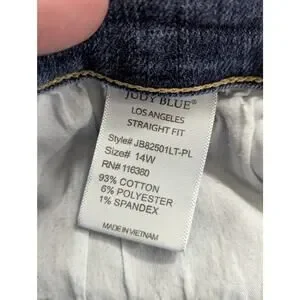 JUDY BLUE®
LOS ANGELES
STRAIGHT FIT
Style# JB82501LT-PL
Size# 14W
RN# 116380
93% COTTON
6% POLYESTER
1% SPANDEX
MADE IN VIETNAM